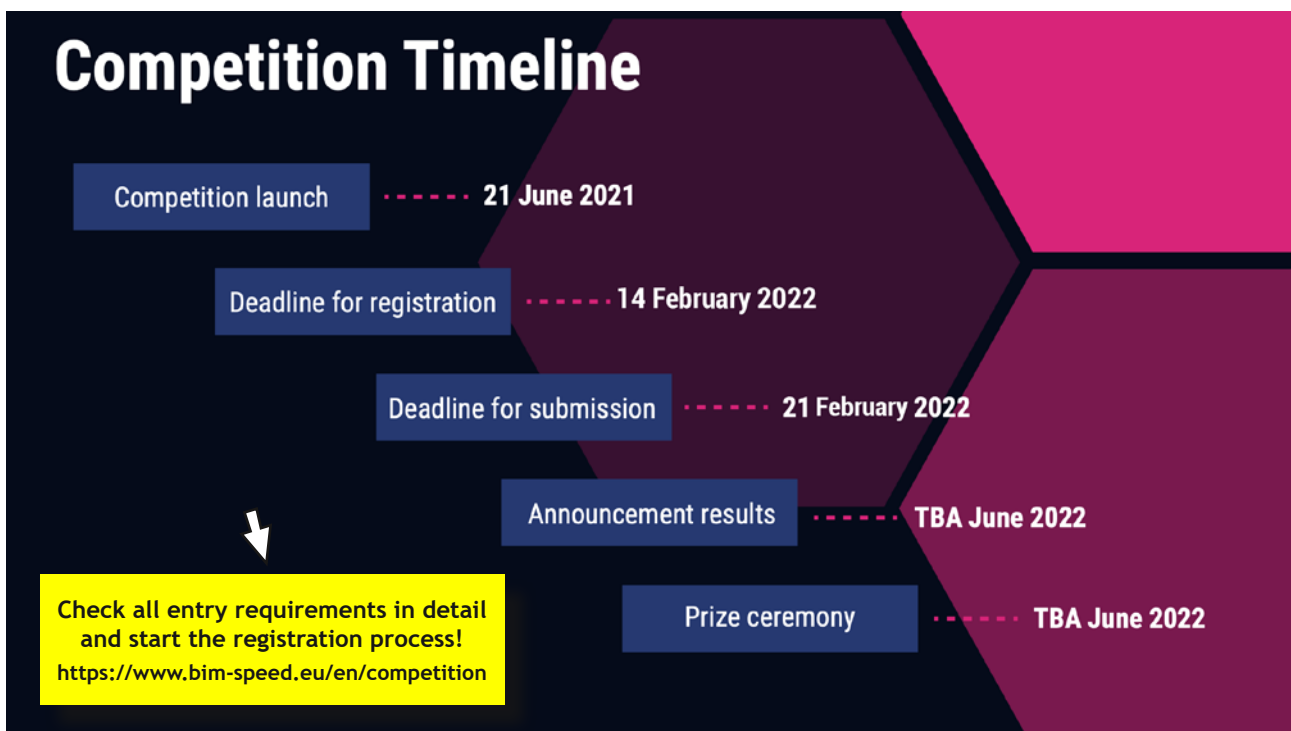 Competition Timeline
Competition launch 21 June 2021
Deadline for registration 14 February 2022
Deadline for submission 21 February 2022
Announcement results TBA June 2022
Prize ceremony TBA June 2022
Check all entry requirements in detail
and start the registration process!
https://www.bim-speed.eu/en/competition